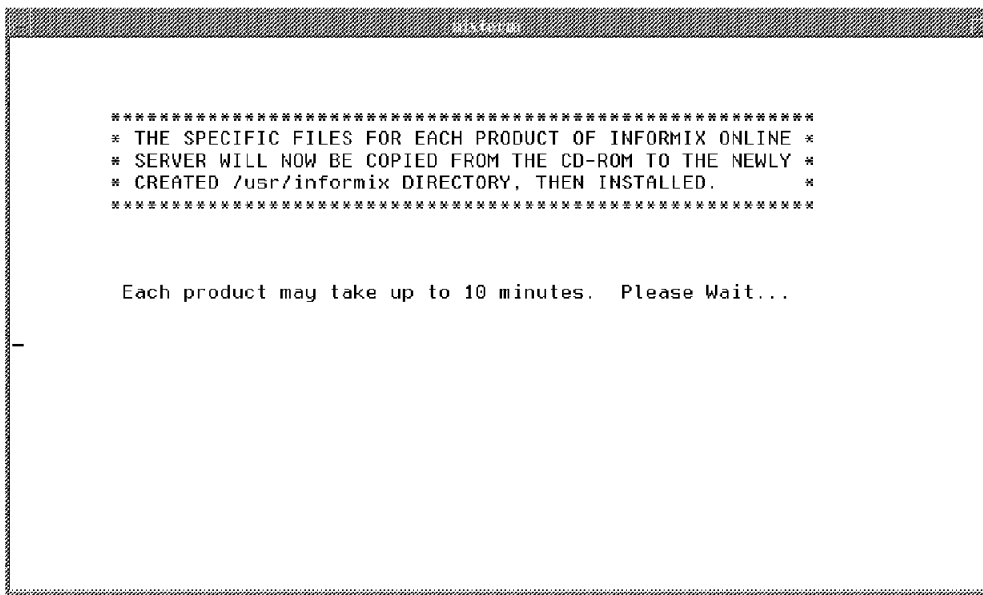 aixterm
*********************************************************
* THE SPECIFIC FILES FOR EACH PRODUCT OF INFORMIX ONLINE *
* SERVER WILL NOW BE COPIED FROM THE CD-ROM TO THE NEWLY *
* CREATED /usr/informix DIRECTORY, THEN INSTALLED. *
*********************************************************
Each product may take up to 10 minutes. Please Wait...